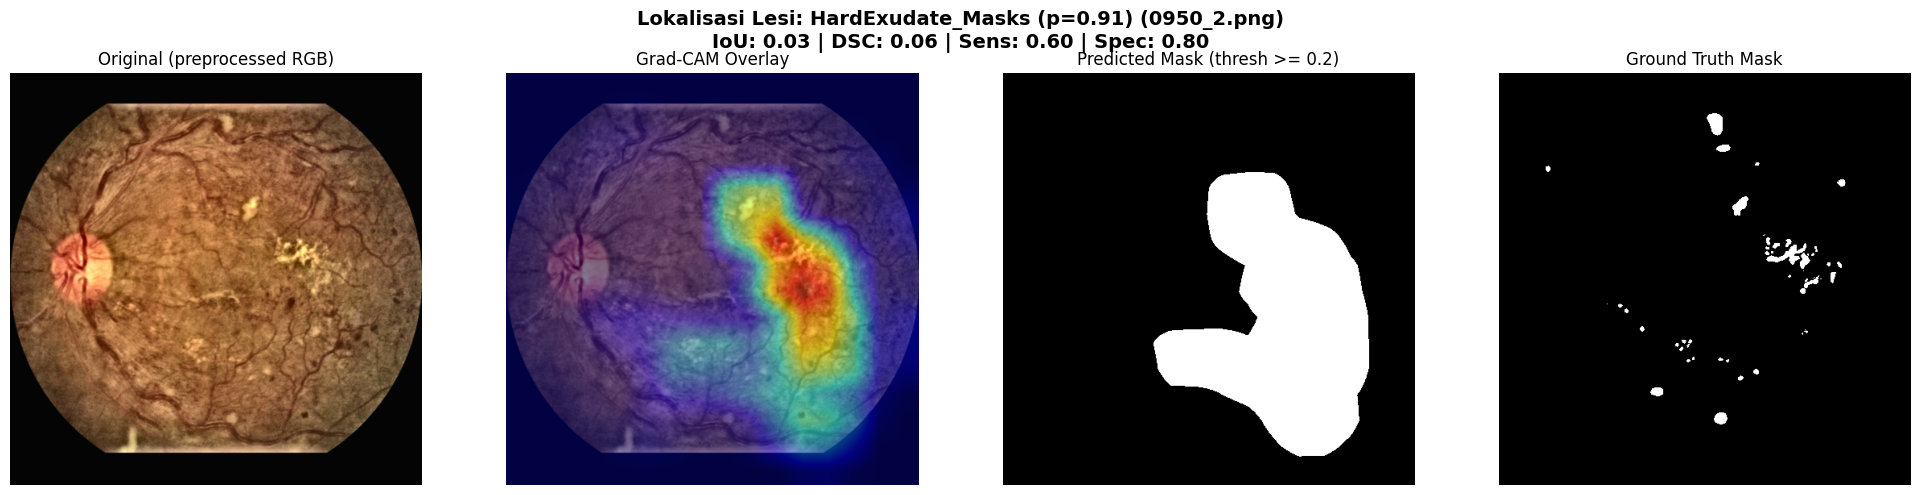 Lokalisasi Lesi: HardExudate_Masks (p=0.91) (0950_2.png)
IoU: 0.03 | DSC: 0.06 | Sens: 0.60 | Spec: 0.80
Original (preprocessed RGB)
Grad-CAM Overlay
Predicted Mask (thresh >= 0.2)
Ground Truth Mask